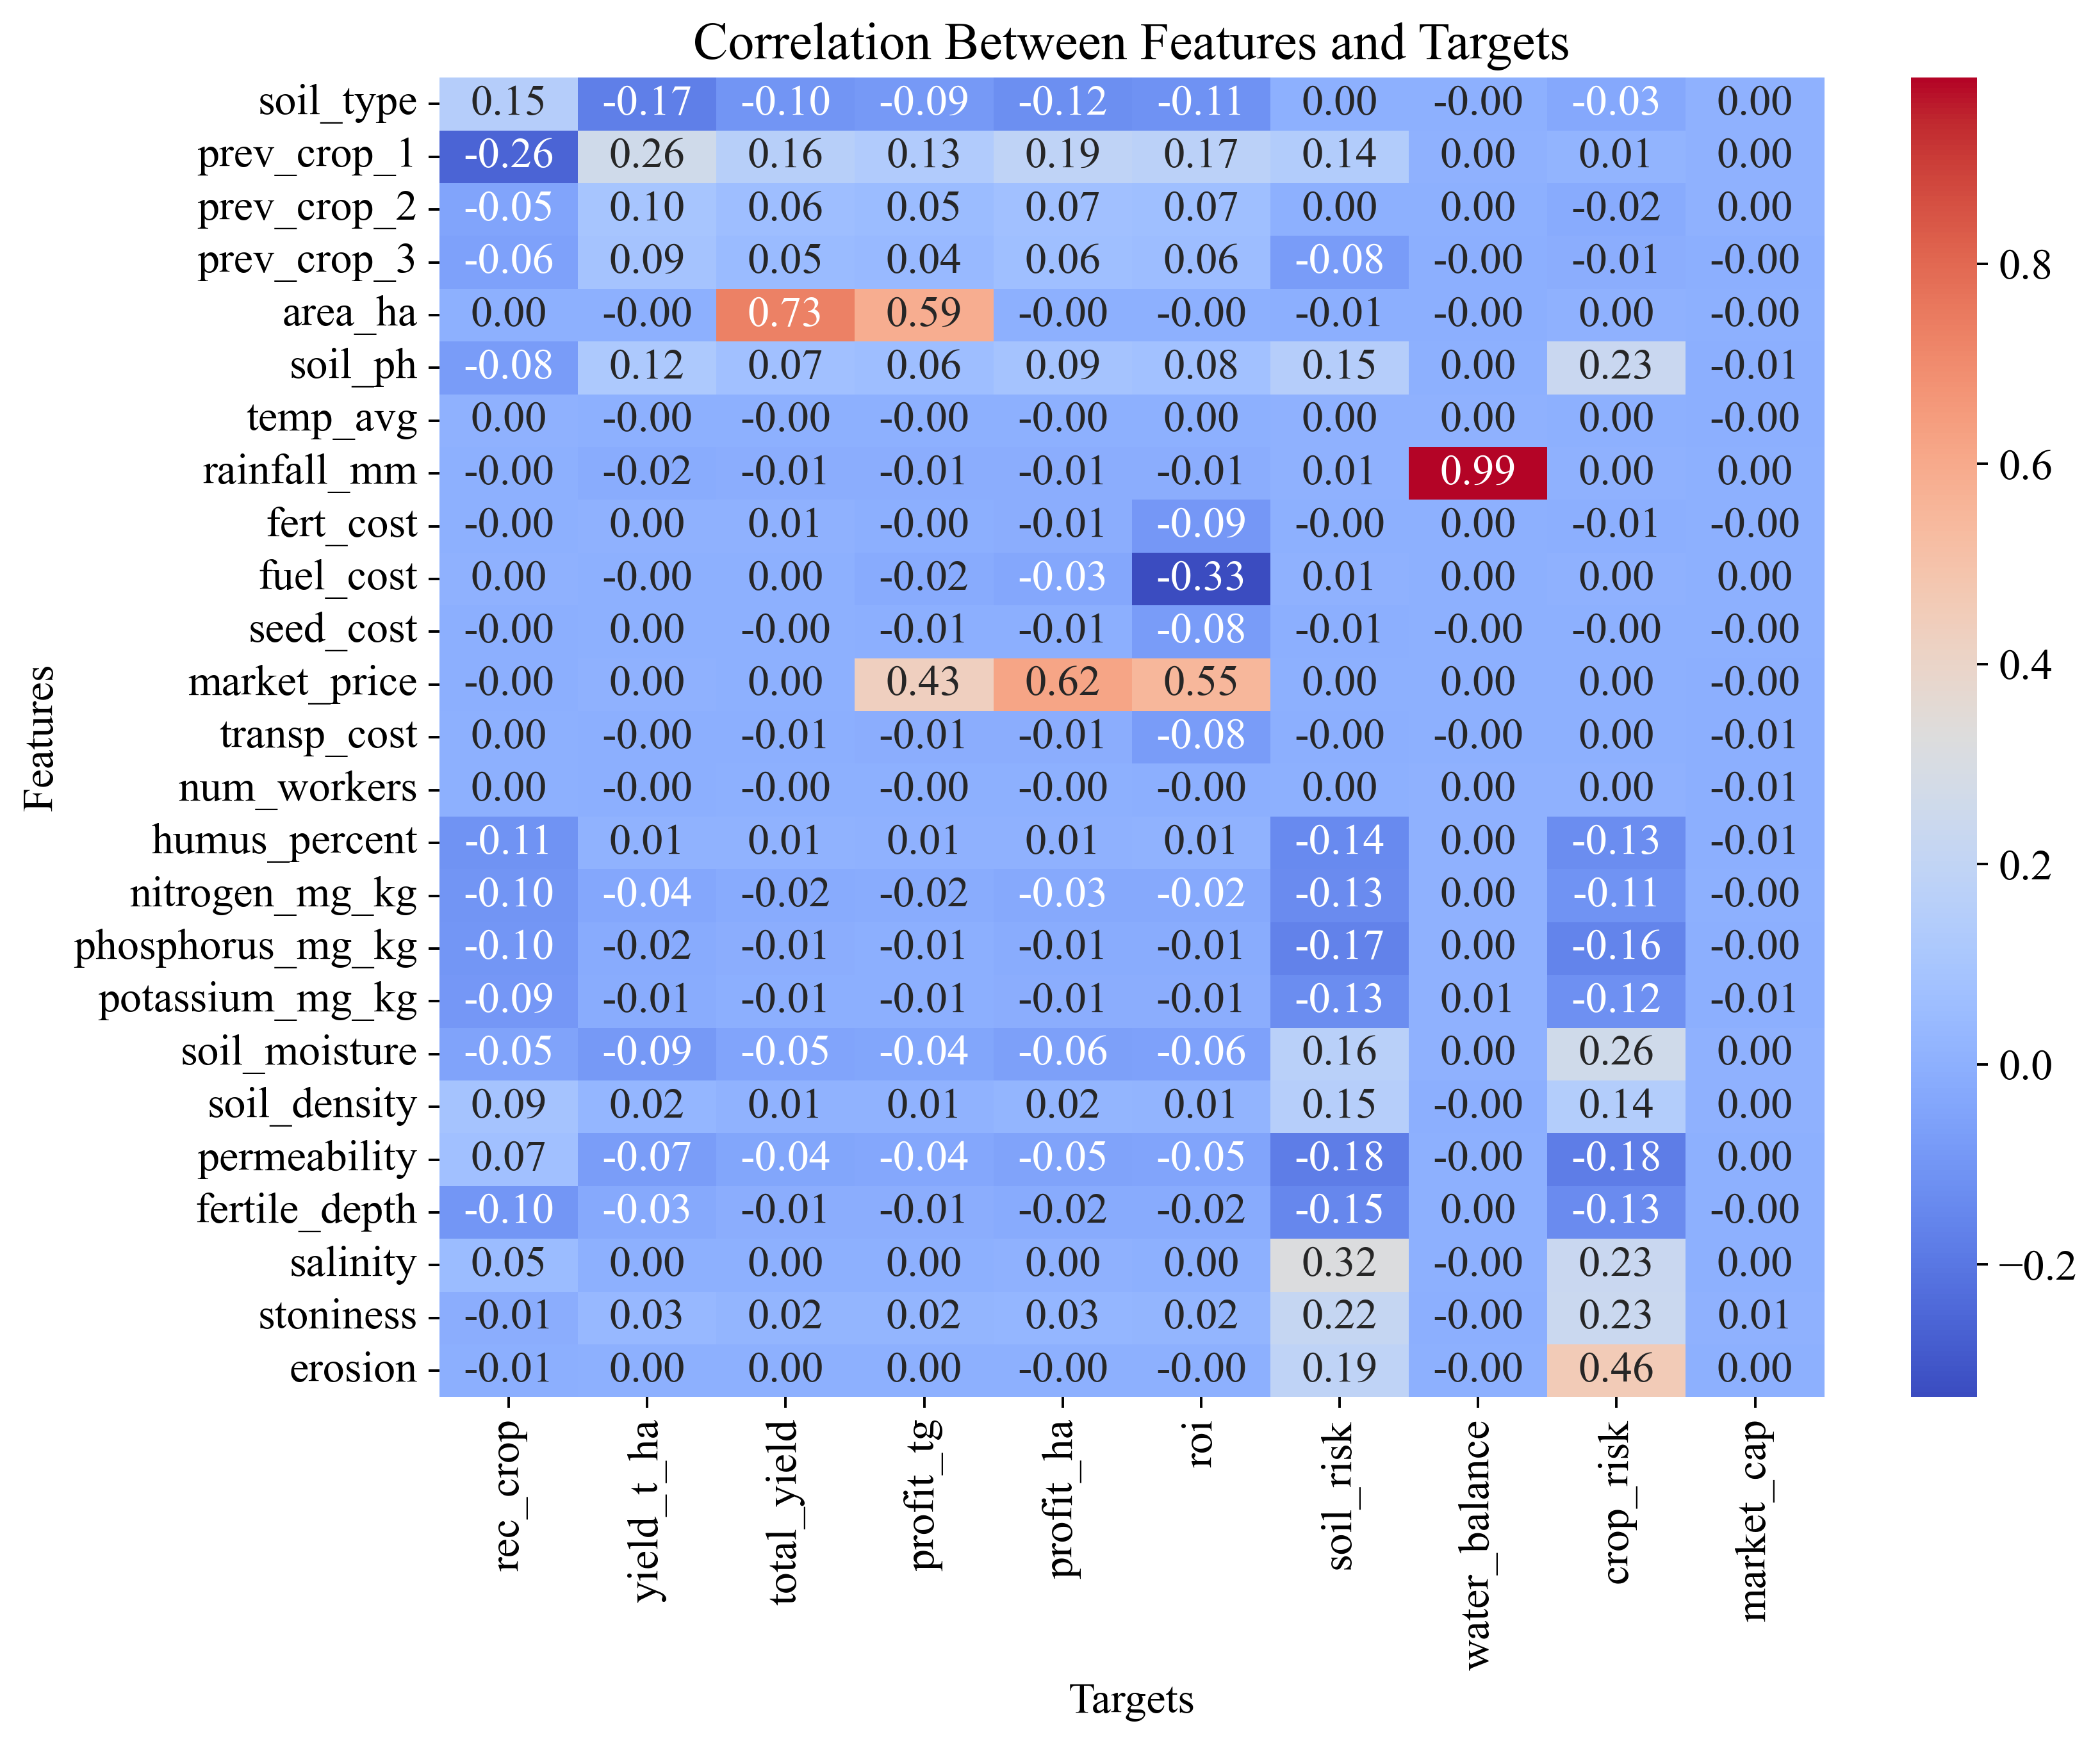 Correlation Between Features and Targets
soil_type 0.15 -0.17 -0.10 -0.09 -0.12 -0.11 0.00 -0.00 -0.03 0.00
prev_crop_1 -0.26 0.26 0.16 0.13 0.19 0.17 0.14 0.00 0.01 0.00
prev_crop_2 -0.05 0.10 0.06 0.05 0.07 0.07 0.00 0.00 -0.02 0.00
prev_crop_3 -0.06 0.09 0.05 0.04 0.06 0.06 -0.08 -0.00 -0.01 -0.00
area_ha 0.00 -0.00 0.73 0.59 -0.00 -0.00 -0.01 -0.00 0.00 -0.00
soil_ph -0.08 0.12 0.07 0.06 0.09 0.08 0.15 0.00 0.23 -0.01
temp_avg 0.00 -0.00 -0.00 -0.00 -0.00 0.00 0.00 0.00 0.00 -0.00
rainfall_mm -0.00 -0.02 -0.01 -0.01 -0.01 -0.01 0.01 0.99 0.00 0.00
fert_cost -0.00 0.00 0.01 -0.00 -0.01 -0.09 -0.00 0.00 -0.01 -0.00
fuel_cost 0.00 -0.00 0.00 -0.02 -0.03 -0.33 0.01 0.00 0.00 0.00
seed_cost -0.00 0.00 -0.00 -0.01 -0.01 -0.08 -0.01 -0.00 -0.00 -0.00
market_price -0.00 0.00 0.00 0.43 0.62 0.55 0.00 0.00 0.00 -0.00
transp_cost 0.00 -0.00 -0.01 -0.01 -0.01 -0.08 -0.00 -0.00 0.00 -0.01
num_workers 0.00 -0.00 -0.00 -0.00 -0.00 -0.00 0.00 0.00 0.00 -0.01
humus_percent -0.11 0.01 0.01 0.01 0.01 0.01 -0.14 0.00 -0.13 -0.01
nitrogen_mg_kg -0.10 -0.04 -0.02 -0.02 -0.03 -0.02 -0.13 0.00 -0.11 -0.00
phosphorus_mg_kg -0.10 -0.02 -0.01 -0.01 -0.01 -0.01 -0.17 0.00 -0.16 -0.00
potassium_mg_kg -0.09 -0.01 -0.01 -0.01 -0.01 -0.01 -0.13 0.01 -0.12 -0.01
soil_moisture -0.05 -0.09 -0.05 -0.04 -0.06 -0.06 0.16 0.00 0.26 0.00
soil_density 0.09 0.02 0.01 0.01 0.02 0.01 0.15 -0.00 0.14 0.00
permeability 0.07 -0.07 -0.04 -0.04 -0.05 -0.05 -0.18 -0.00 -0.18 0.00
fertile_depth -0.10 -0.03 -0.01 -0.01 -0.02 -0.02 -0.15 0.00 -0.13 -0.00
salinity 0.05 0.00 0.00 0.00 0.00 0.00 0.32 -0.00 0.23 0.00
stoniness -0.01 0.03 0.02 0.02 0.03 0.02 0.22 -0.00 0.23 0.01
erosion -0.01 0.00 0.00 0.00 -0.00 -0.00 0.19 -0.00 0.46 0.00
Features
rec_crop
yield_t_ha
total_yield
profit_tg
profit_ha
roi
soil_risk
water_balance
crop_risk
market_cap
Targets
0.8
0.6
0.4
0.2
0.0
−0.2